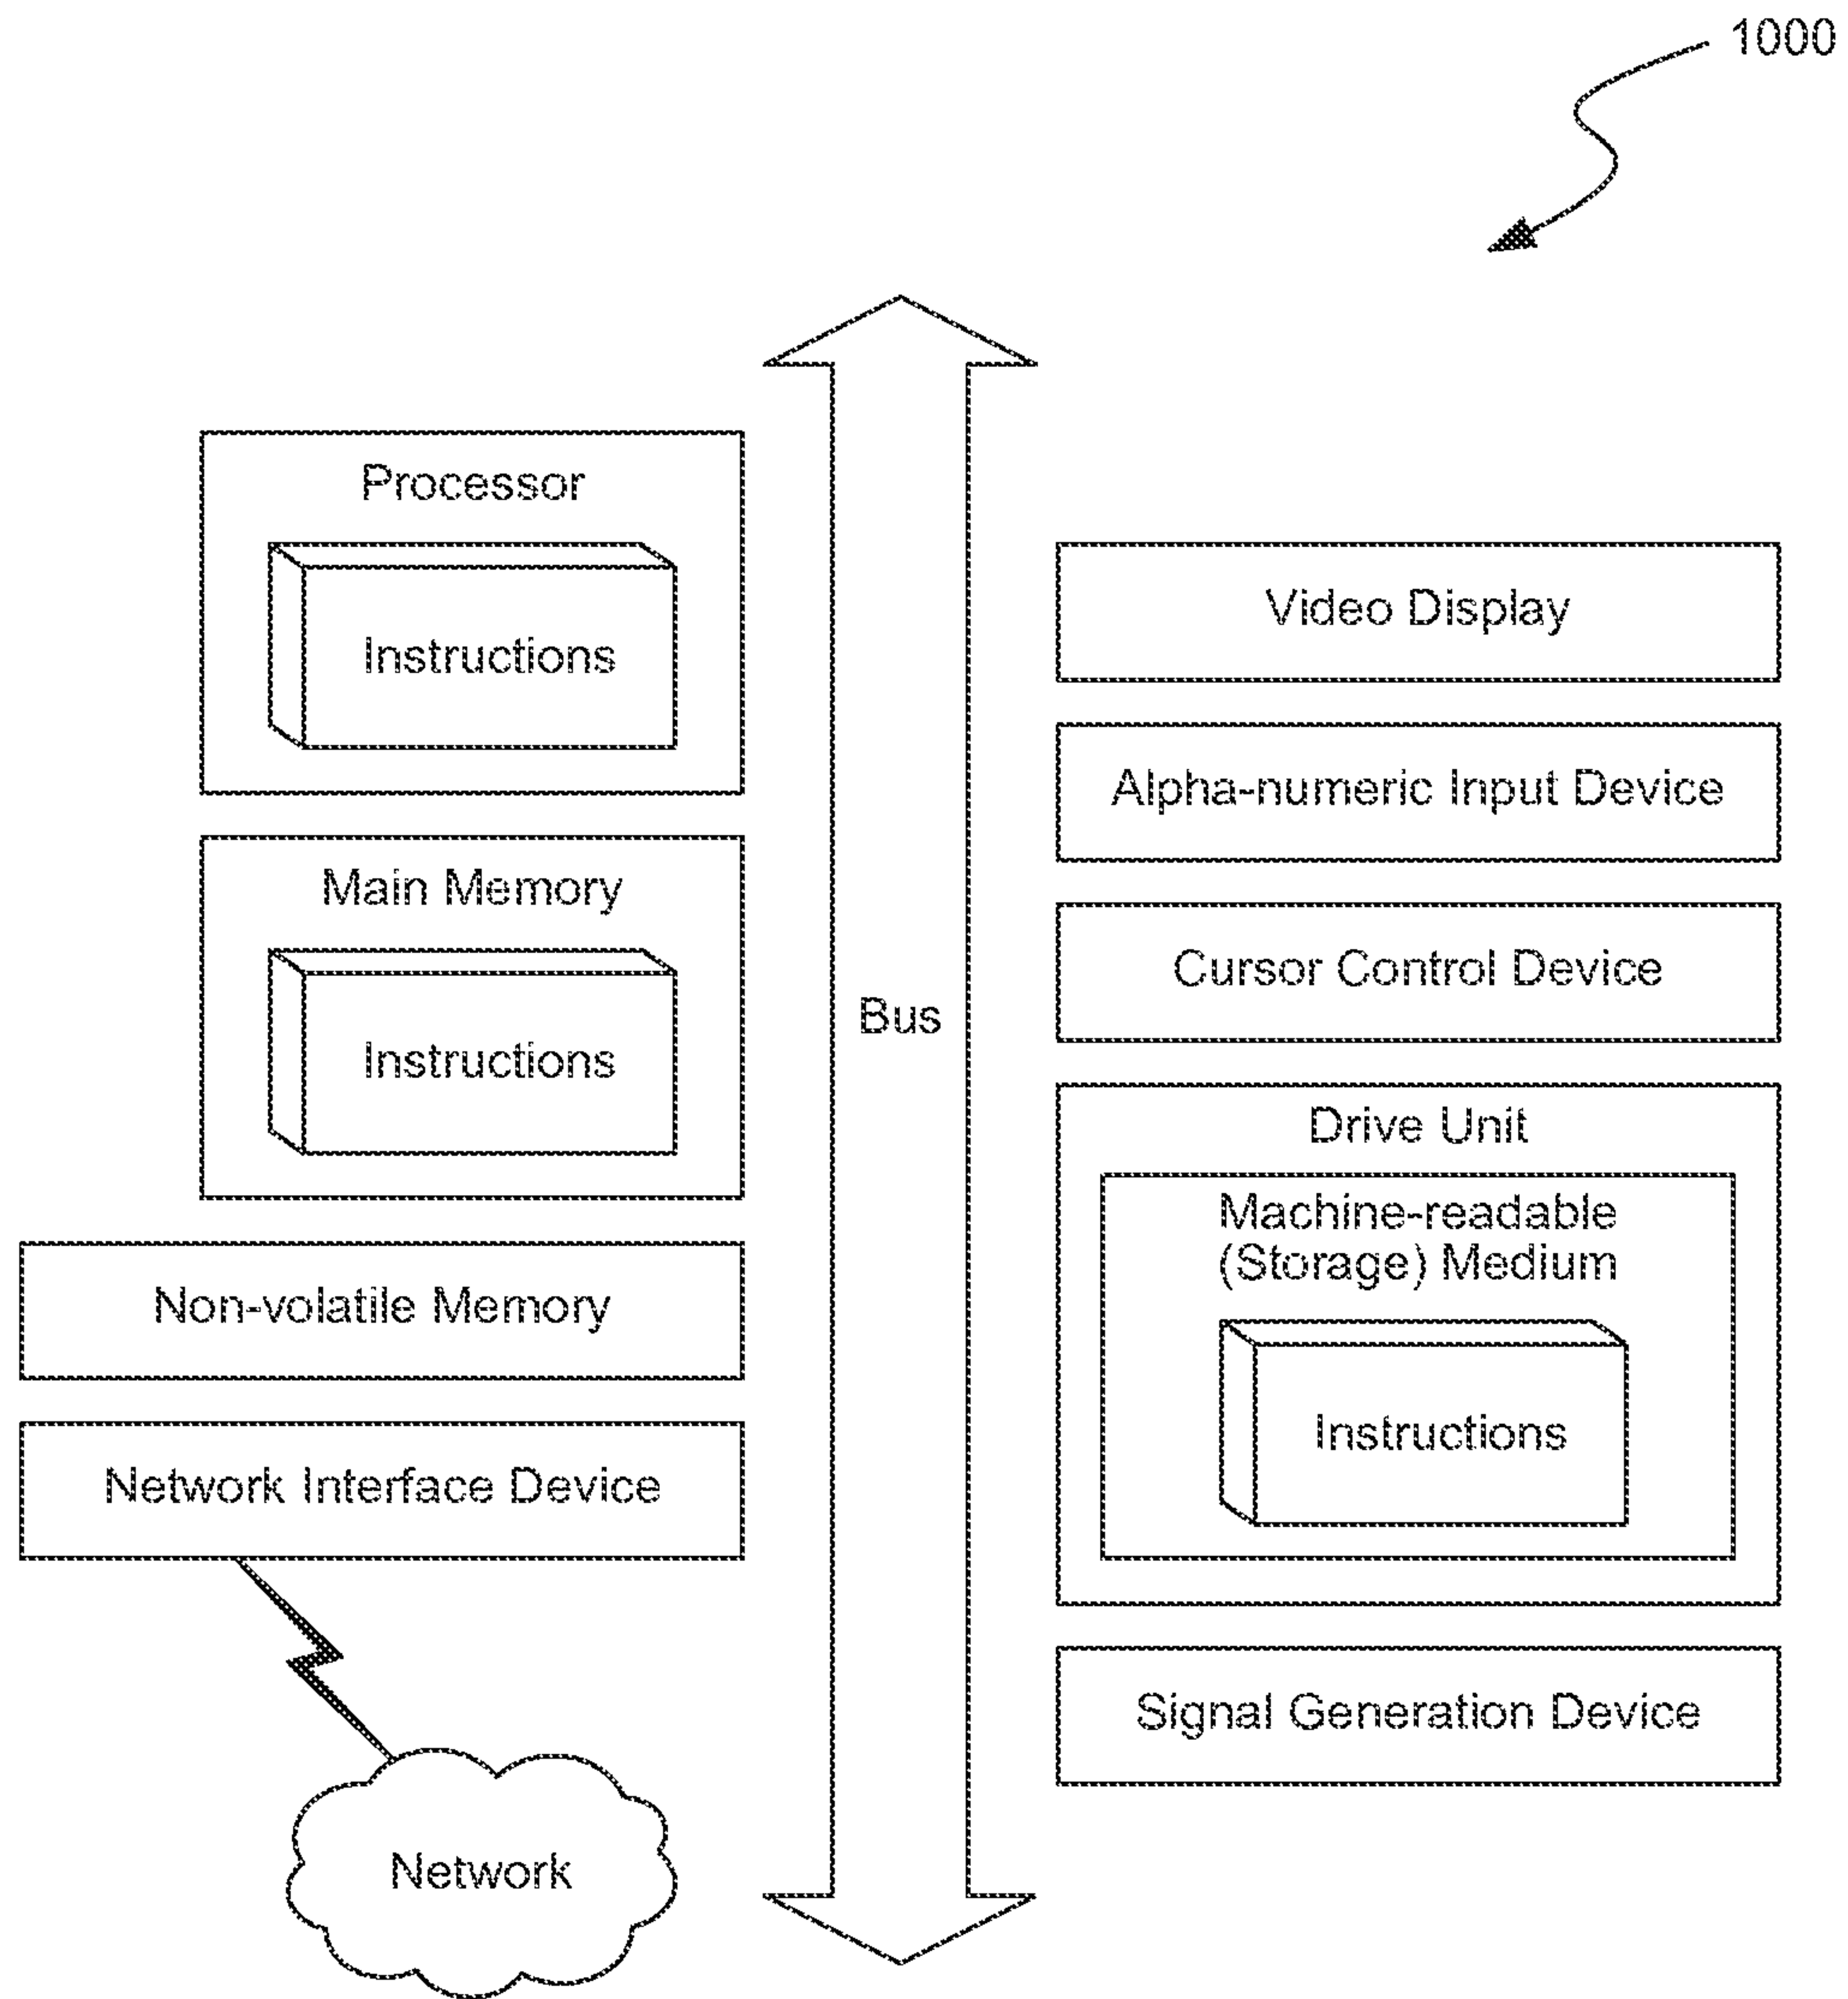 1000
Processor
Instructions
Main Memory
Instructions
Non-volatile Memory
Network Interface Device
Network
Bus
Video Display
Alpha-numeric Input Device
Cursor Control Device
Drive Unit
Machine-readable
(Storage) Medium
Instructions
Signal Generation Device